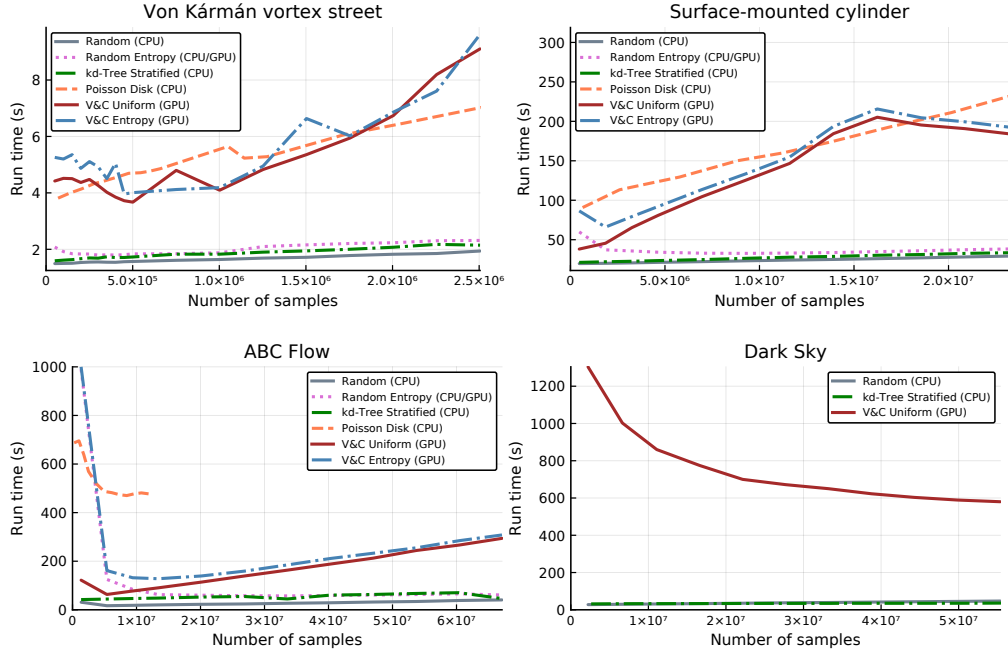 Von Kármán vortex street
Run time (s)
8
6
4
2
Random (CPU)
Random Entropy (CPU/GPU)
kd-Tree Stratified (CPU)
Poisson Disk (CPU)
V&C Uniform (GPU)
V&C Entropy (GPU)
0 5.0×10⁵ 1.0×10⁶ 1.5×10⁶ 2.0×10⁶ 2.5×10⁶
Number of samples
Surface-mounted cylinder
Run time (s)
300
250
200
150
100
50
Random (CPU)
Random Entropy (CPU/GPU)
kd-Tree Stratified (CPU)
Poisson Disk (CPU)
V&C Uniform (GPU)
V&C Entropy (GPU)
0 5.0×10⁶ 1.0×10⁷ 1.5×10⁷ 2.0×10⁷
Number of samples
ABC Flow
Run time (s)
1000
800
600
400
200
0
Random (CPU)
Random Entropy (CPU/GPU)
kd-Tree Stratified (CPU)
Poisson Disk (CPU)
V&C Uniform (GPU)
V&C Entropy (GPU)
0 1×10⁷ 2×10⁷ 3×10⁷ 4×10⁷ 5×10⁷ 6×10⁷
Number of samples
Dark Sky
Run time (s)
1200
1000
800
600
400
200
0
Random (CPU)
kd-Tree Stratified (CPU)
V&C Uniform (GPU)
0 1×10⁷ 2×10⁷ 3×10⁷ 4×10⁷ 5×10⁷
Number of samples